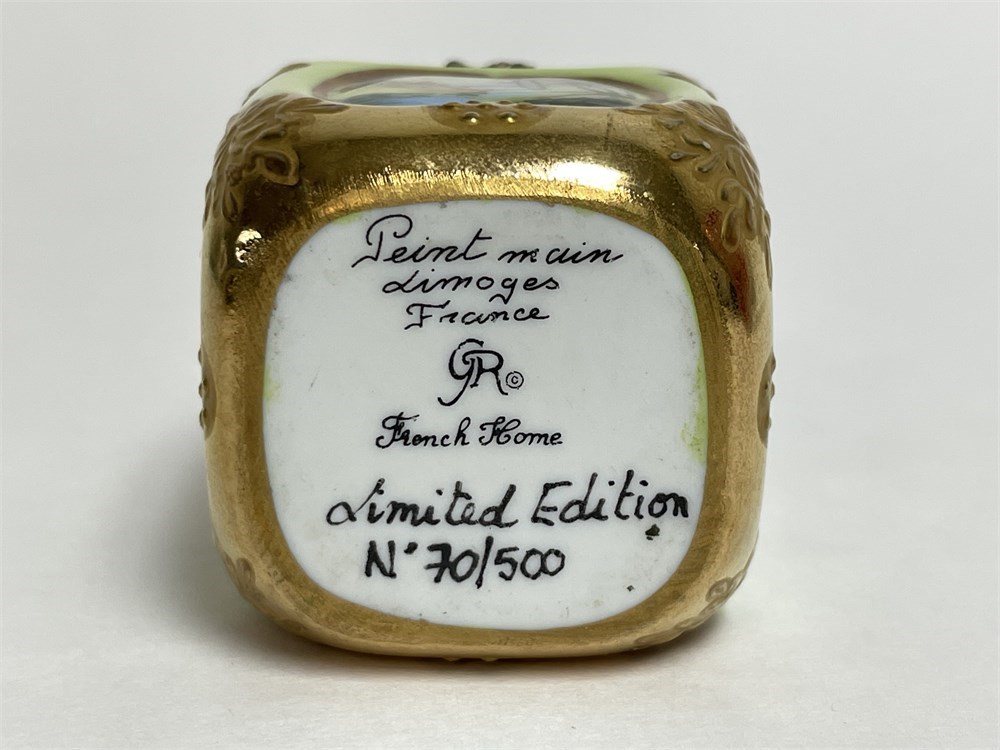 Peint main
Limoges
France
GR©
French Home
Limited Edition
N° 70/500